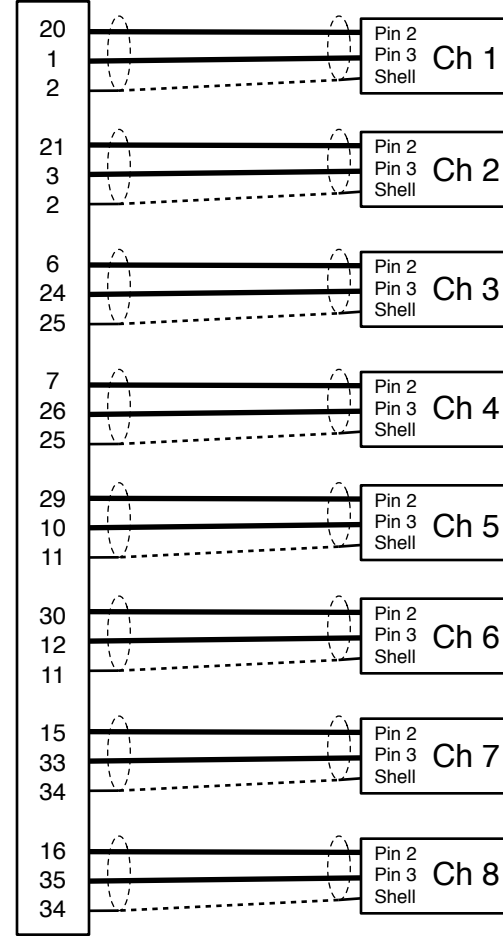 20 Pin 2
1 Pin 3 Ch 1
2 Shell
21 Pin 2
3 Pin 3 Ch 2
2 Shell
6 Pin 2
24 Pin 3 Ch 3
25 Shell
7 Pin 2
26 Pin 3 Ch 4
25 Shell
29 Pin 2
10 Pin 3 Ch 5
11 Shell
30 Pin 2
12 Pin 3 Ch 6
11 Shell
15 Pin 2
33 Pin 3 Ch 7
34 Shell
16 Pin 2
35 Pin 3 Ch 8
34 Shell